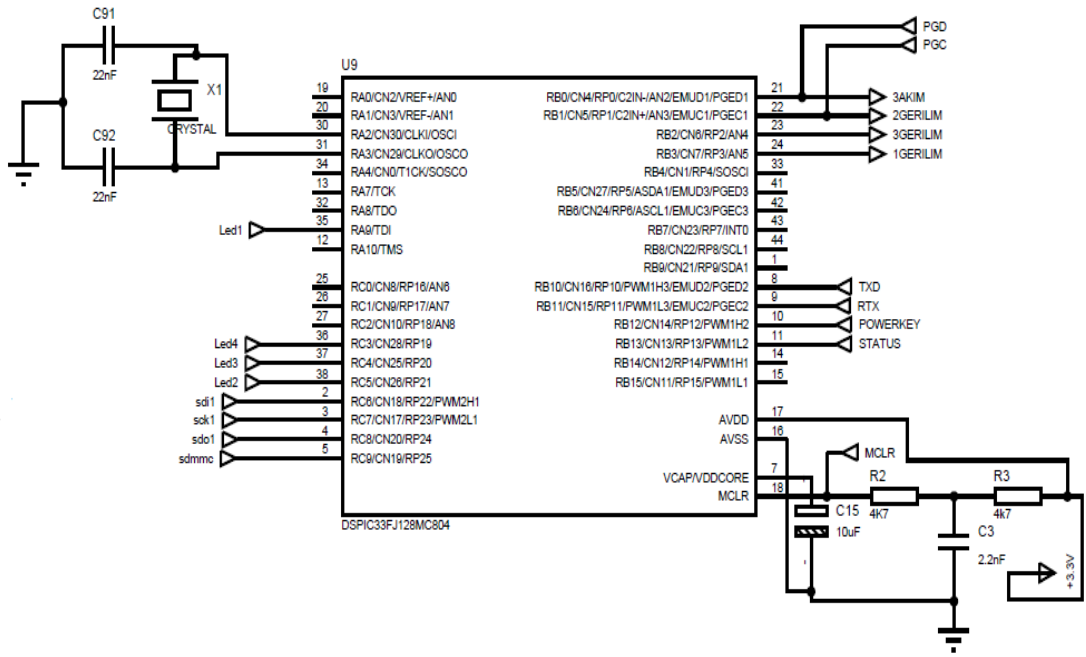 C91
22nF
X1
CRYSTAL
C92
22nF
U9
PGD
PGC
19 RA0/CN2/VREF+/AN0
20 RA1/CN3/VREF-/AN1
30 RA2/CN30/CLKI/OSCI
31 RA3/CN29/CLKO/OSCO
34 RA4/CN0/T1CK/SOSCO
13 RA7/TCK
32 RA8/TDO
Led1 35 RA9/TDI
12 RA10/TMS
25 RC0/CN8/RP16/AN6
26 RC1/CN9/RP17/AN7
27 RC2/CN10/RP18/AN8
Led4 36 RC3/CN28/RP19
Led3 37 RC4/CN25/RP20
Led2 38 RC5/CN26/RP21
sdi1 2 RC6/CN18/RP22/PWM2H1
sck1 3 RC7/CN17/RP23/PWM2L1
sdo1 4 RC8/CN20/RP24
sdmmc 5 RC9/CN19/RP25
RB0/CN4/RP0/C2IN-/AN2/EMUD1/PGED1 21 3AKIM
RB1/CN5/RP1/C2IN+/AN3/EMUC1/PGEC1 22 2GERILIM
RB2/CN6/RP2/AN4 23 3GERILIM
RB3/CN7/RP3/AN5 24 1GERILIM
RB4/CN1/RP4/SOSCI 33
RB5/CN27/RP5/ASDA1/EMUD3/PGED3 41
RB6/CN24/RP6/ASCL1/EMUC3/PGEC3 42
RB7/CN23/RP7/INT0 43
RB8/CN22/RP8/SCL1 44
RB9/CN21/RP9/SDA1 1
RB10/CN16/RP10/PWM1H3/EMUD2/PGED2 8 TXD
RB11/CN15/RP11/PWM1L3/EMUC2/PGEC2 9 RTX
RB12/CN14/RP12/PWM1H2 10 POWERKEY
RB13/CN13/RP13/PWM1L2 11 STATUS
RB14/CN12/RP14/PWM1H1 14
RB15/CN11/RP15/PWM1L1 15
AVDD 17
AVSS 16
VCAP/VDDCORE 7
MCLR 18
DSPIC33FJ128MC804
MCLR
R2
4K7
R3
4k7
C15
10uF
C3
2.2nF
+3.3V